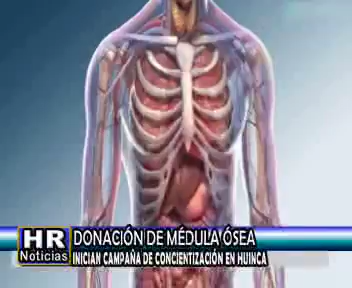 HR
Noticias
DONACIÓN DE MÉDULA ÓSEA
INICIAN CAMPAÑA DE CONCIENTIZACIÓN EN HUINCA